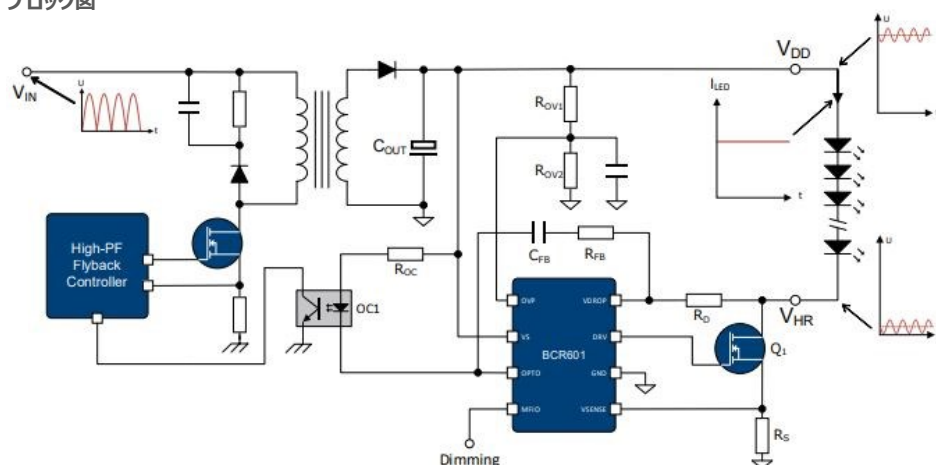 ブロック図
VIN
U
t
COUT
ROV1
ROV2
VDD
ILED
t
U
High-PF
Flyback
Controller
ROC
OC1
CFB
RFB
OVP
VDROP
VS
DRV
BCR601
OPTO
GND
MFIO
VSENSE
RD
VHR
Q1
RS
U
Dimming